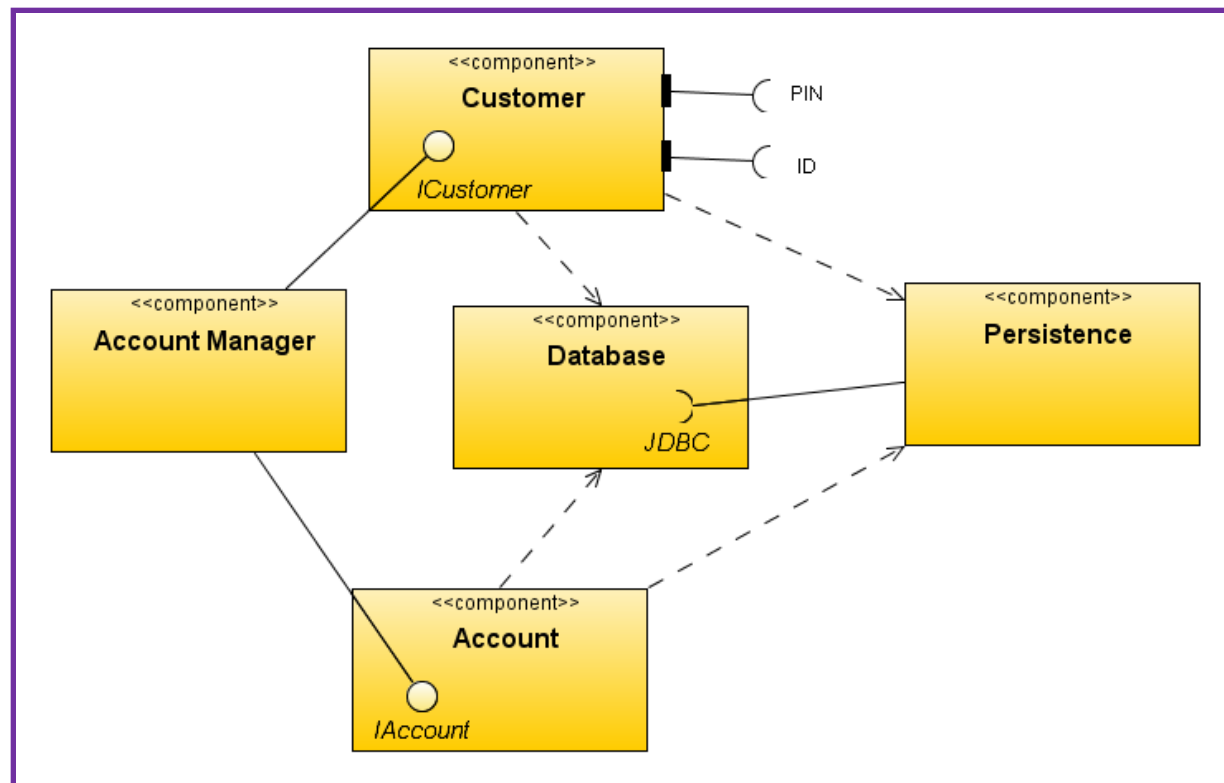 <<component>>
Customer
ICustomer
PIN
ID
<<component>>
Account Manager
<<component>>
Database
JDBC
<<component>>
Persistence
<<component>>
Account
IAccount